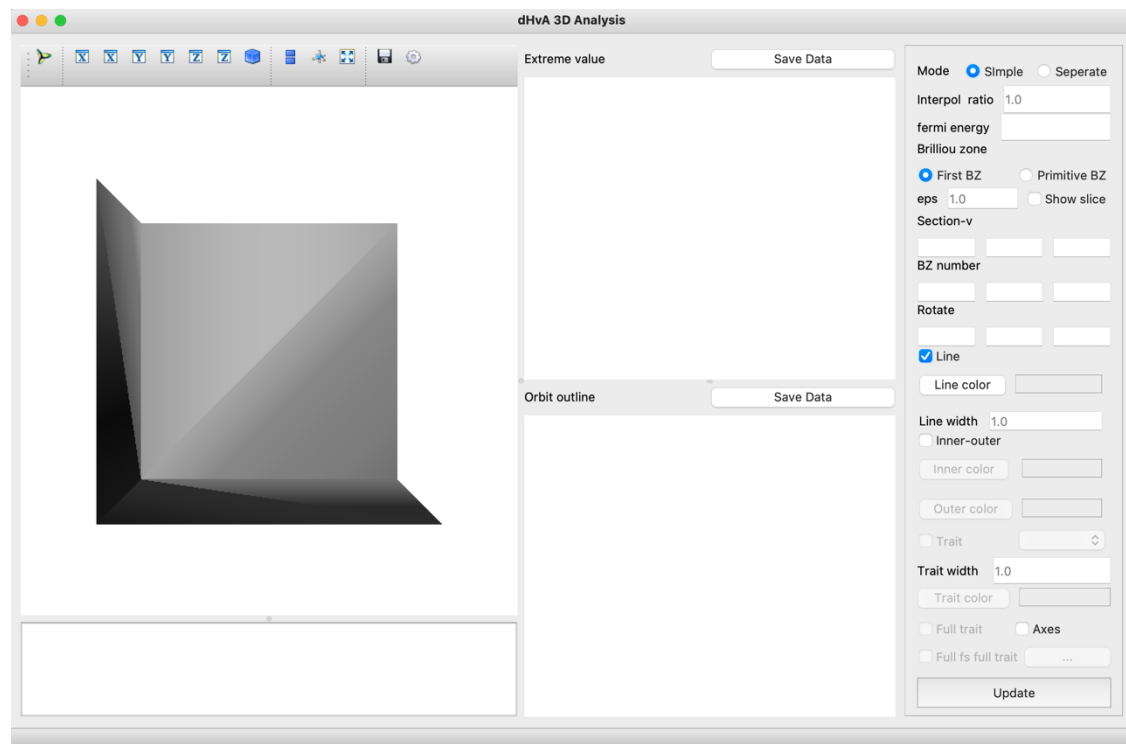 dHvA 3D Analysis
X X Y Y Z Z
Extreme value
Save Data
Orbit outline
Save Data
Mode SImple Seperate
Interpol ratio 1.0
fermi energy
Brilliou zone
First BZ Primitive BZ
eps 1.0 Show slice
Section-v
BZ number
Rotate
Line
Line color
Line width 1.0
Inner-outer
Inner color
Outer color
Trait
Trait width 1.0
Trait color
Full trait Axes
Full fs full trait ...
Update